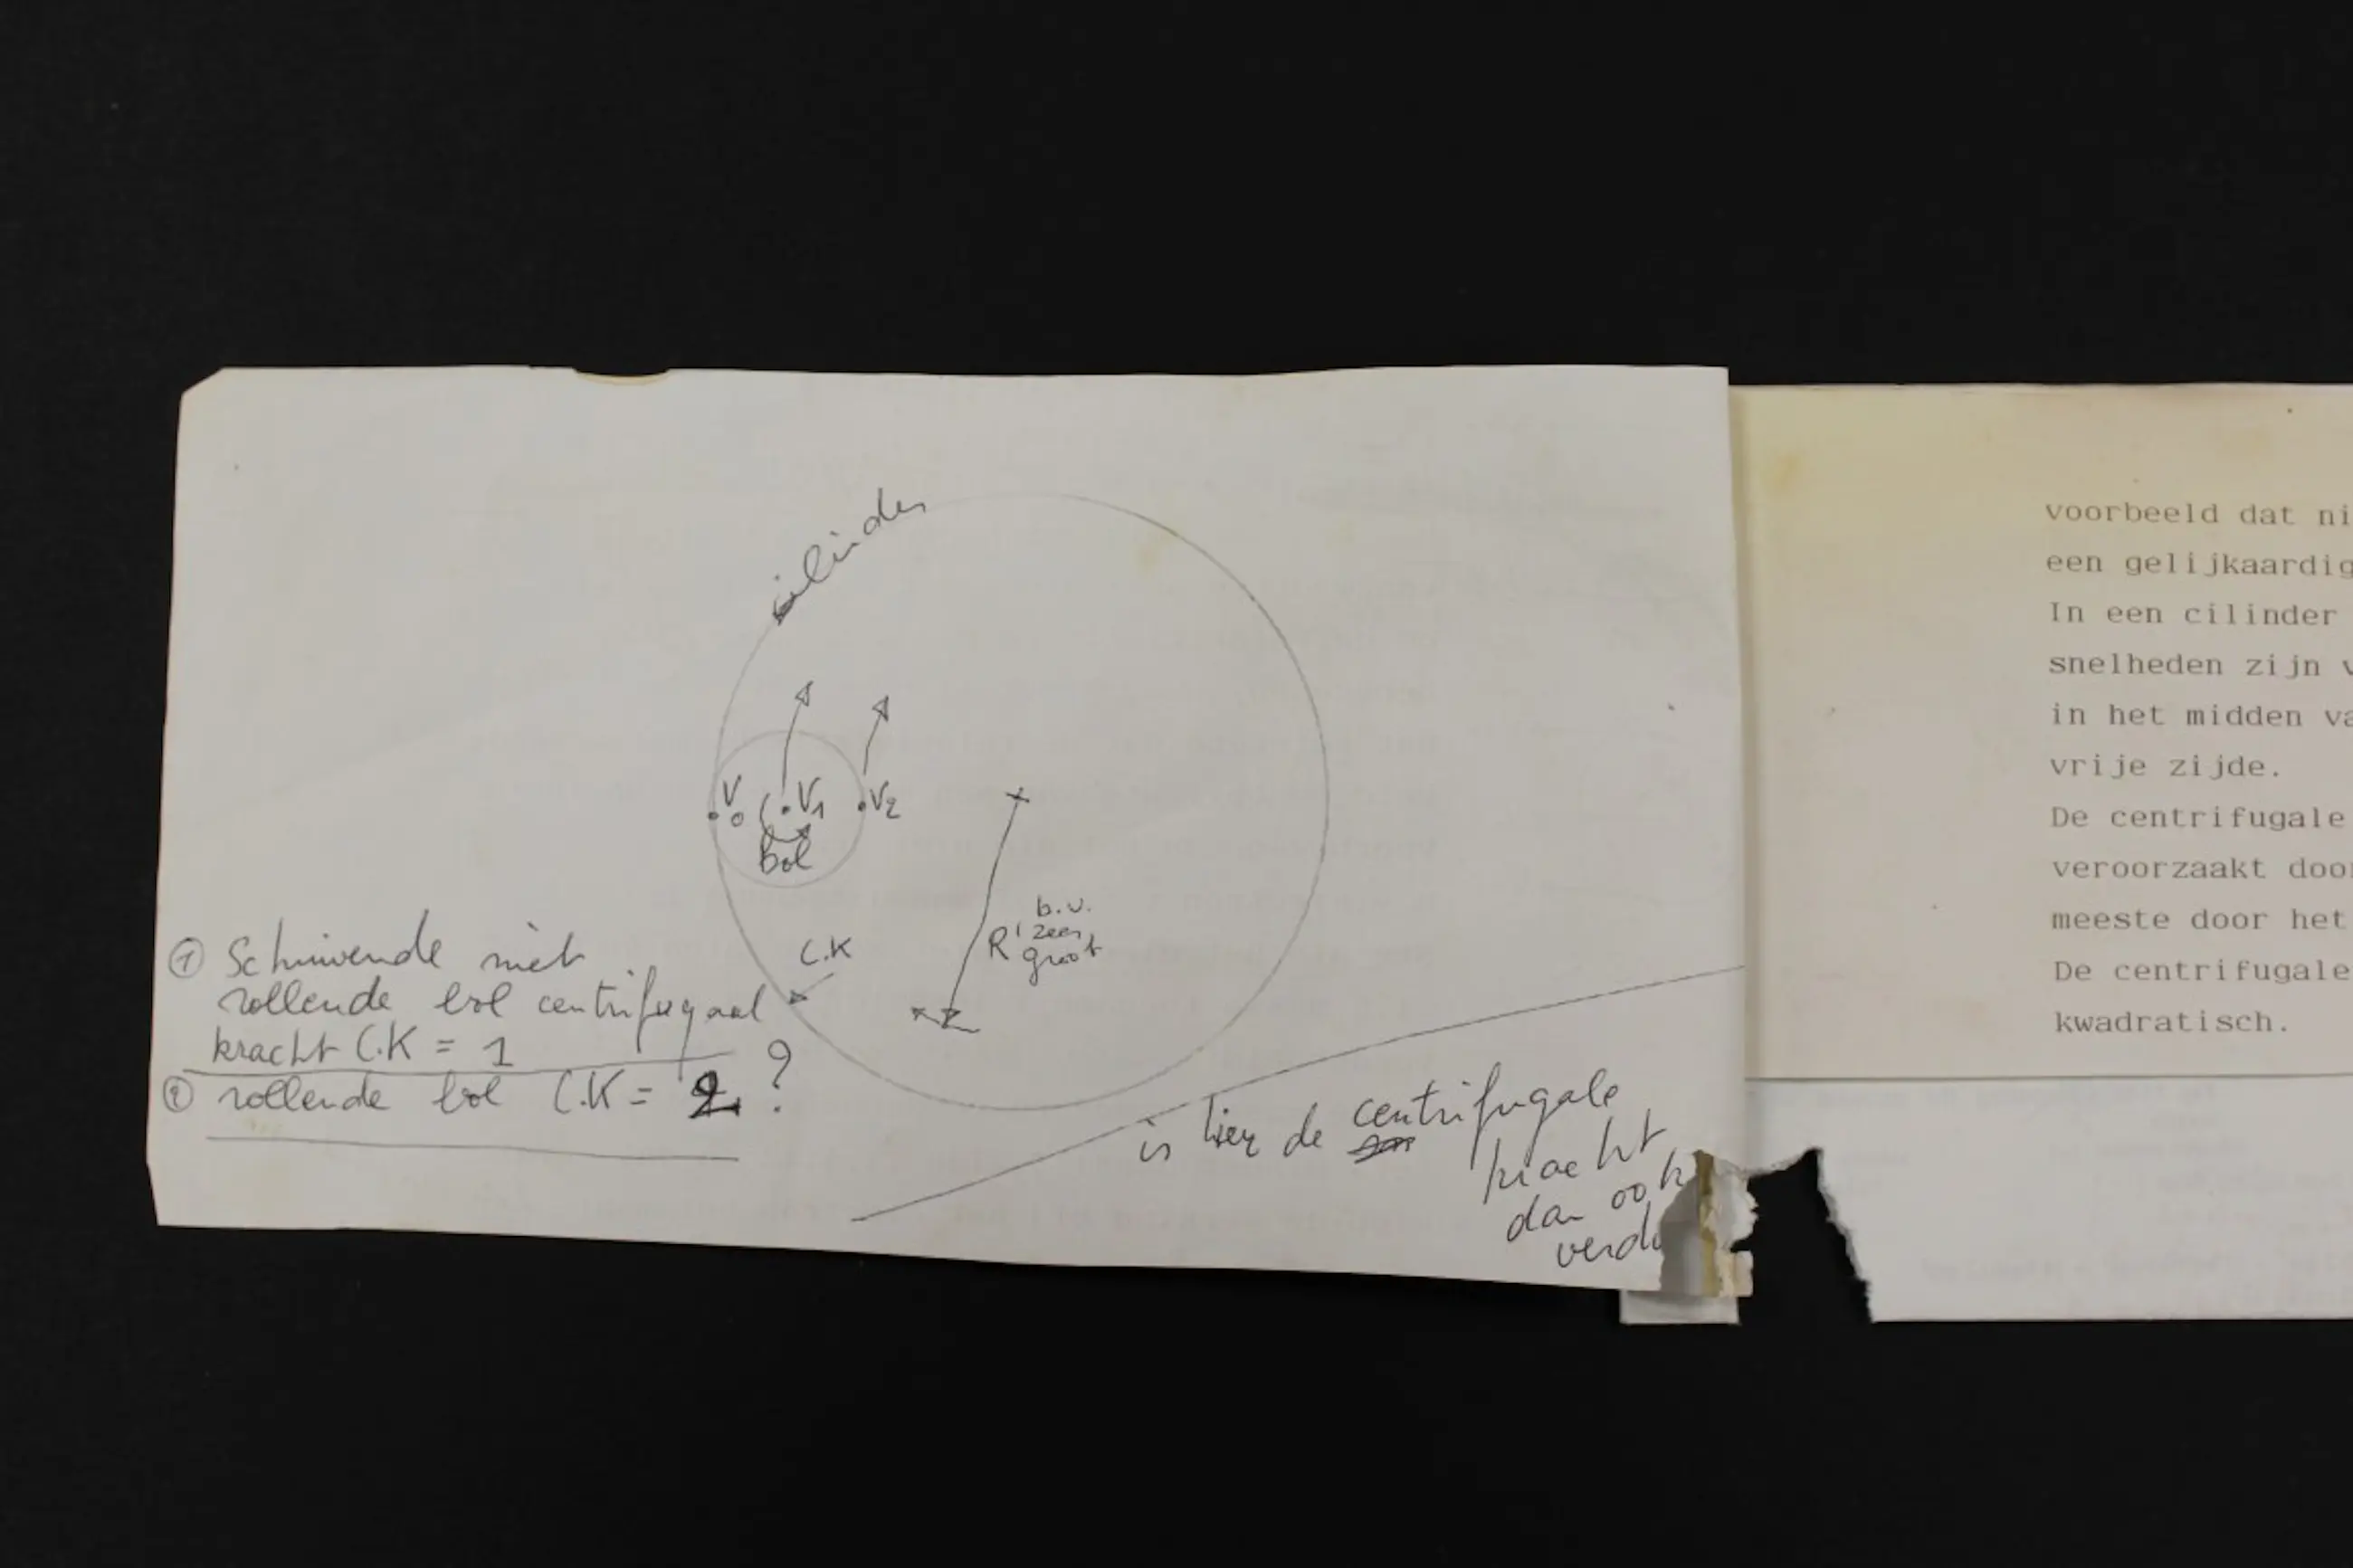 cilinder
V0
V1
V2
bol
b.v.
R' zeer
groot
C.K
① Schuivende niet
rollende bol centrifugaal
kracht C.K = 1
② rollende bol C.K = 2 ?
is hier de centrifugale
kracht
dan ook
verdu
voorbeeld dat ni
een gelijkaardig
In een cilinder
snelheden zijn v
in het midden va
vrije zijde.
De centrifugale
veroorzaakt door
meeste door het
De centrifugale
kwadratisch.